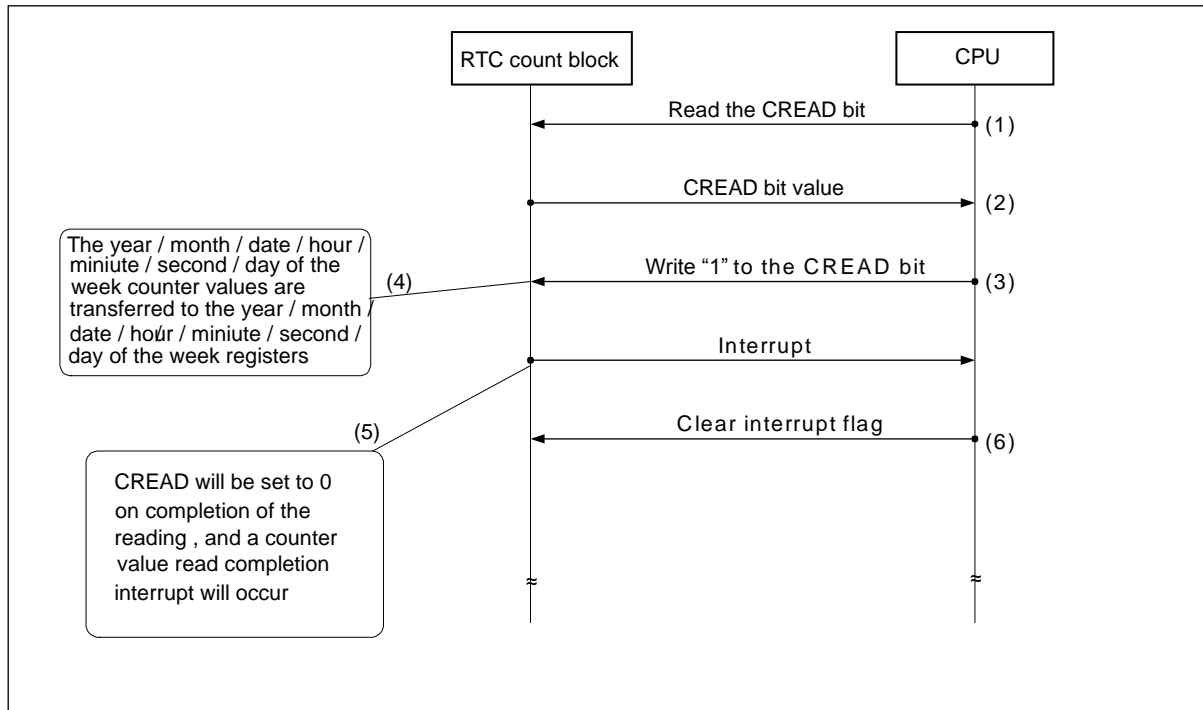 RTC count block
CPU
Read the CREAD bit
(1)
CREAD bit value
(2)
The year / month / date / hour /
miniute / second / day of the
week counter values are
transferred to the year / month /
date / hour / miniute / second /
day of the week registers
(4)
Write “1” to the CREAD bit
(3)
Interrupt
(5)
Clear interrupt flag
(6)
CREAD will be set to 0
on completion of the
reading , and a counter
value read completion
interrupt will occur
≈
≈